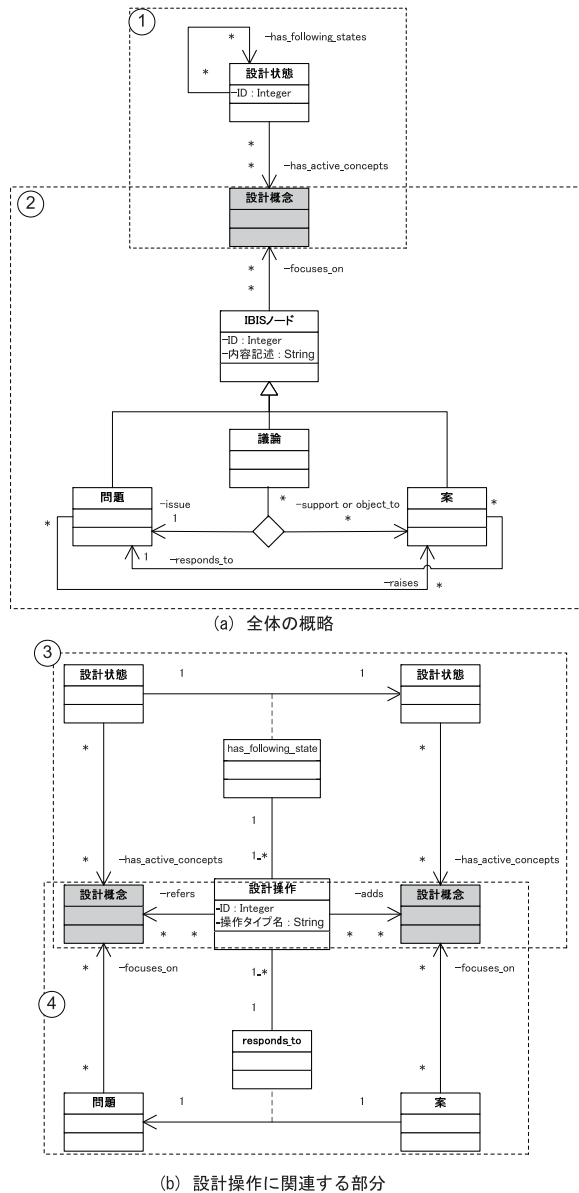 1
*
-has_following_states
*
設計状態
-ID : Integer
*
*
-has_active_concepts
2
設計概念
*
-focuses_on
*
IBISノード
-ID : Integer
-内容記述 : String
議論
問題
案
-issue
*
-support or object_to
*
*
1
*
1
-responds_to
-raises
*
(a) 全体の概略
3
設計状態
1
1
設計状態
*
has_following_state
*
1
*
-has_active_concepts
1..*
*
-has_active_concepts
設計概念
-refers
設計操作
-adds
設計概念
-ID : Integer
-操作タイプ名 : String
*
*
*
*
*
-focuses_on
1..*
*
-focuses_on
4
1
responds_to
*
*
問題
1
1
案
(b) 設計操作に関連する部分